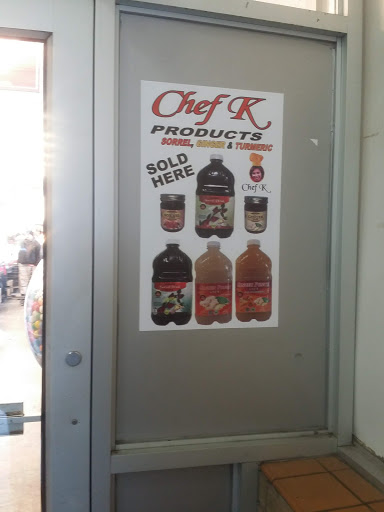 Chef K
PRODUCTS
SORREL, GINGER & TURMERIC
SOLD
HERE
Chef K